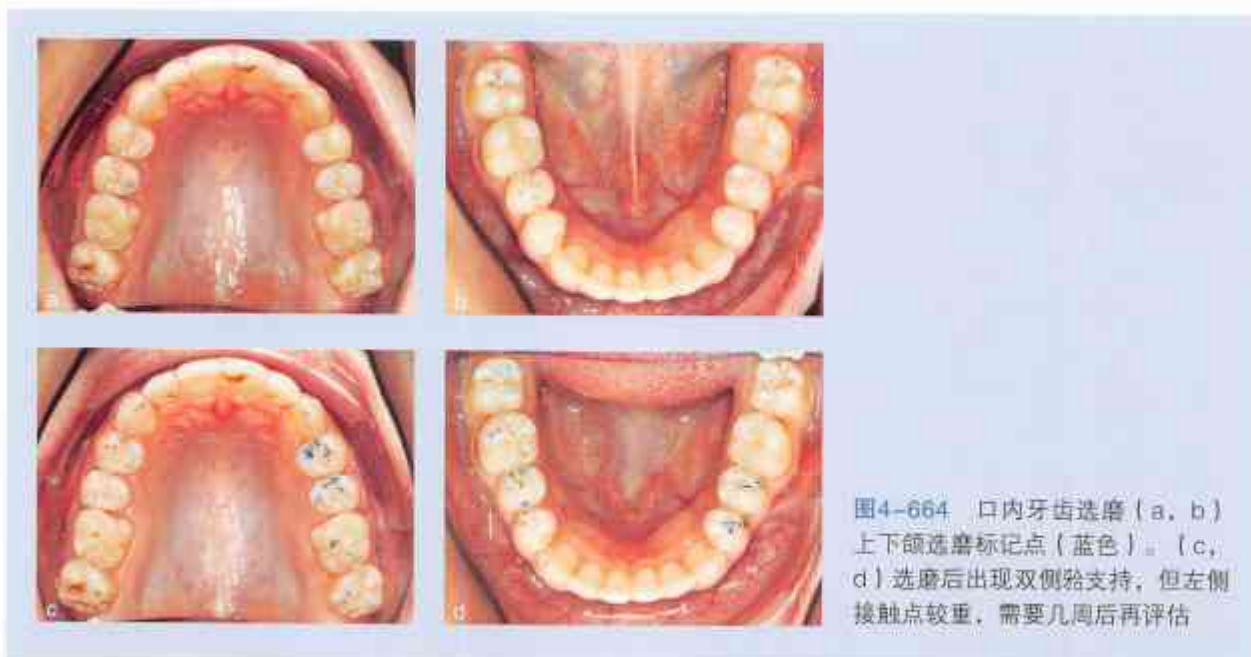 a
b
c
d
图4-664 口内牙齿选磨(a, b)
上下颌选磨标记点(蓝色)。(c,
d)选磨后出现双侧𬌗支持,但左侧
接触点较重,需要几周后再评估